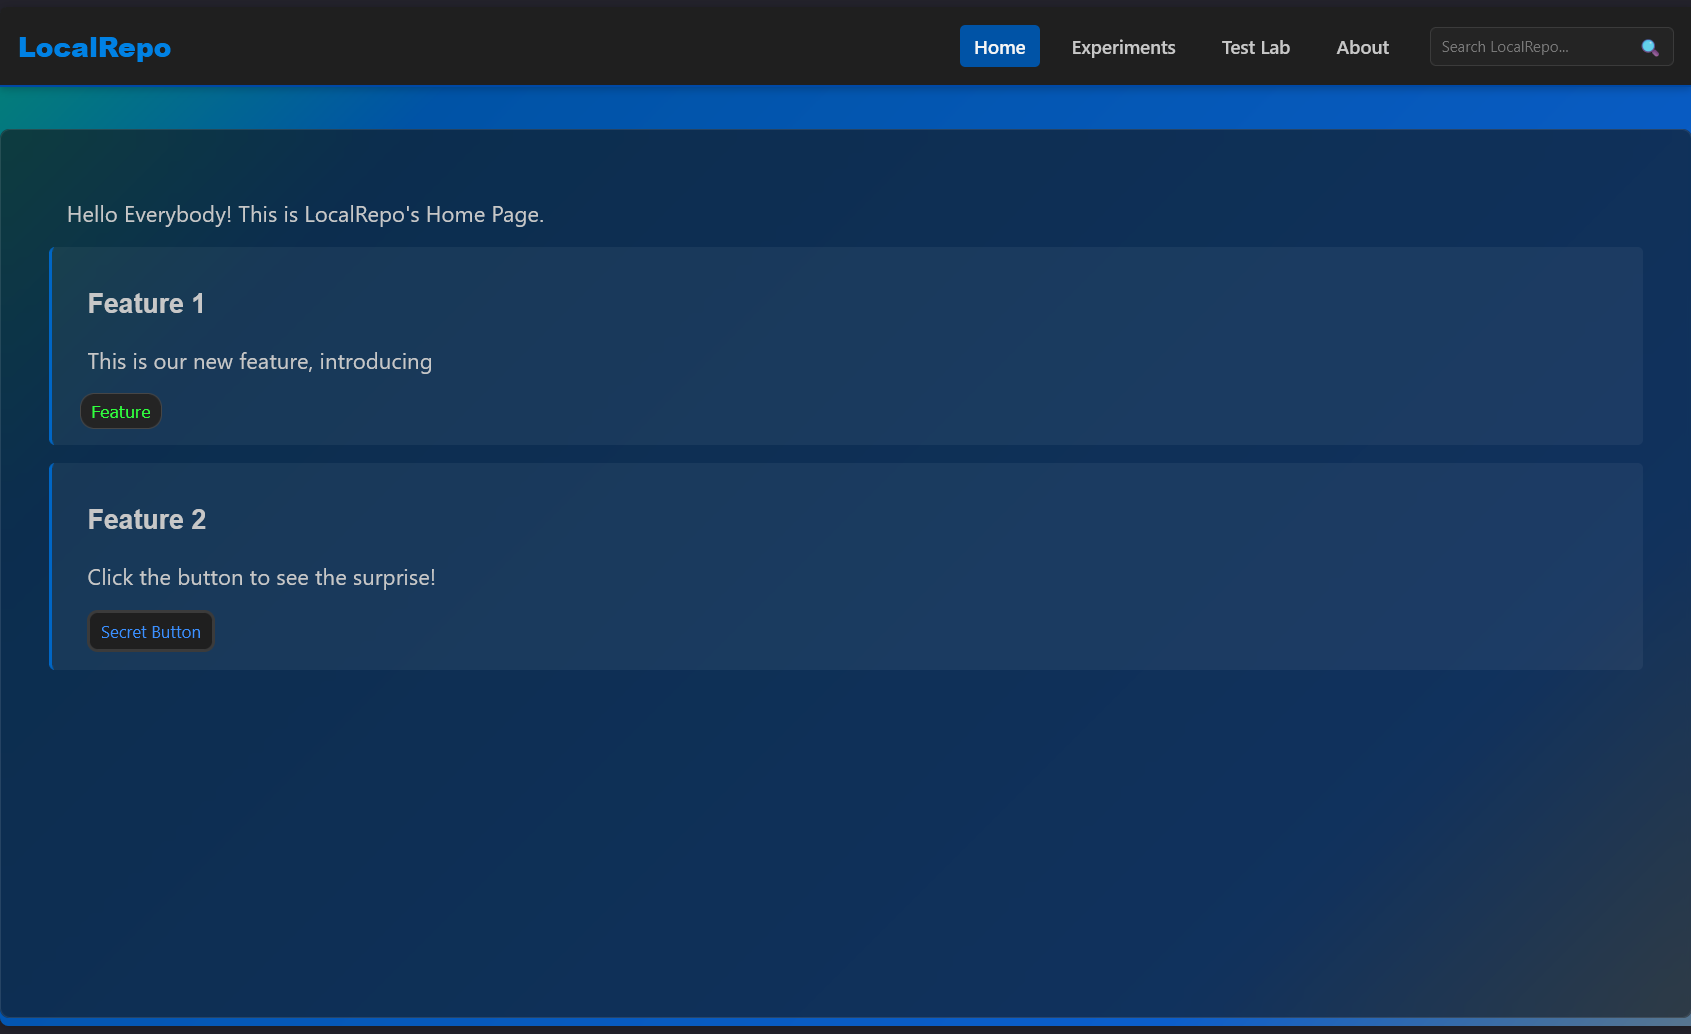 LocalRepo
Home Experiments Test Lab About Search LocalRepo...
Hello Everybody! This is LocalRepo's Home Page.
Feature 1
This is our new feature, introducing
Feature
Feature 2
Click the button to see the surprise!
Secret Button